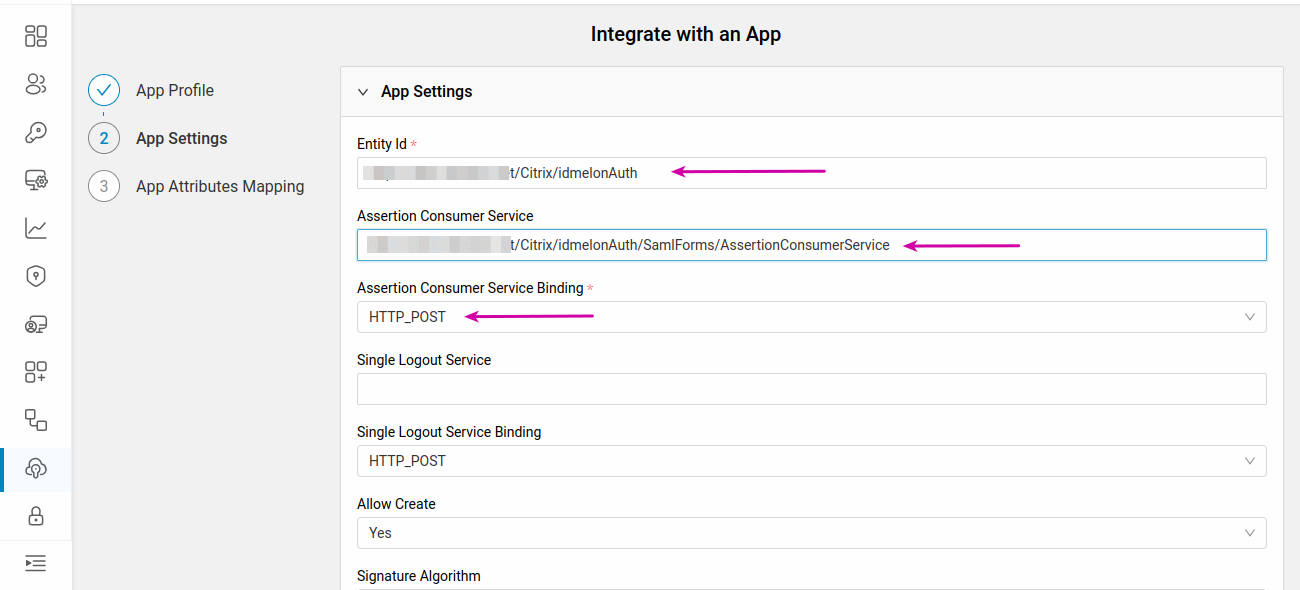 Integrate with an App
App Profile
2 App Settings
3 App Attributes Mapping
App Settings
Entity Id *
t/Citrix/idmelonAuth
Assertion Consumer Service
t/Citrix/idmelonAuth/SamlForms/AssertionConsumerService
Assertion Consumer Service Binding *
HTTP_POST
Single Logout Service
Single Logout Service Binding
HTTP_POST
Allow Create
Yes
Signature Algorithm